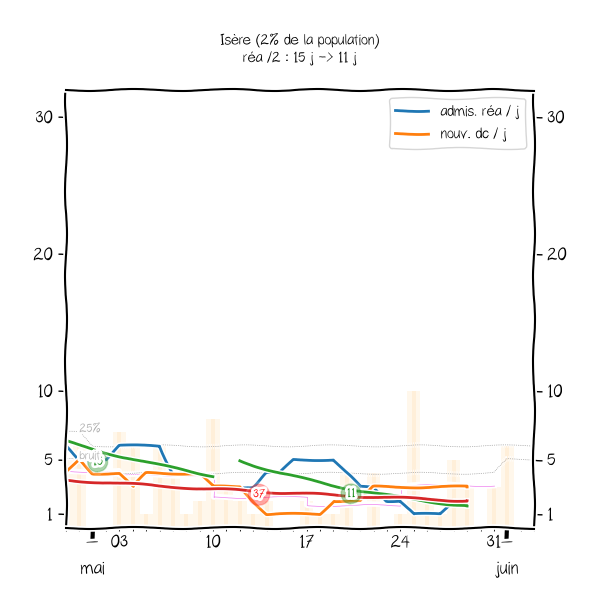 Isère (2% de la population)
réa /2 : 15 j -> 11 j
admis. réa / j
nouv. dc / j
30 30
20 20
10 10
25%
bruit
15
5 5
37 11
1 1
03 10 17 24 31
mai juin